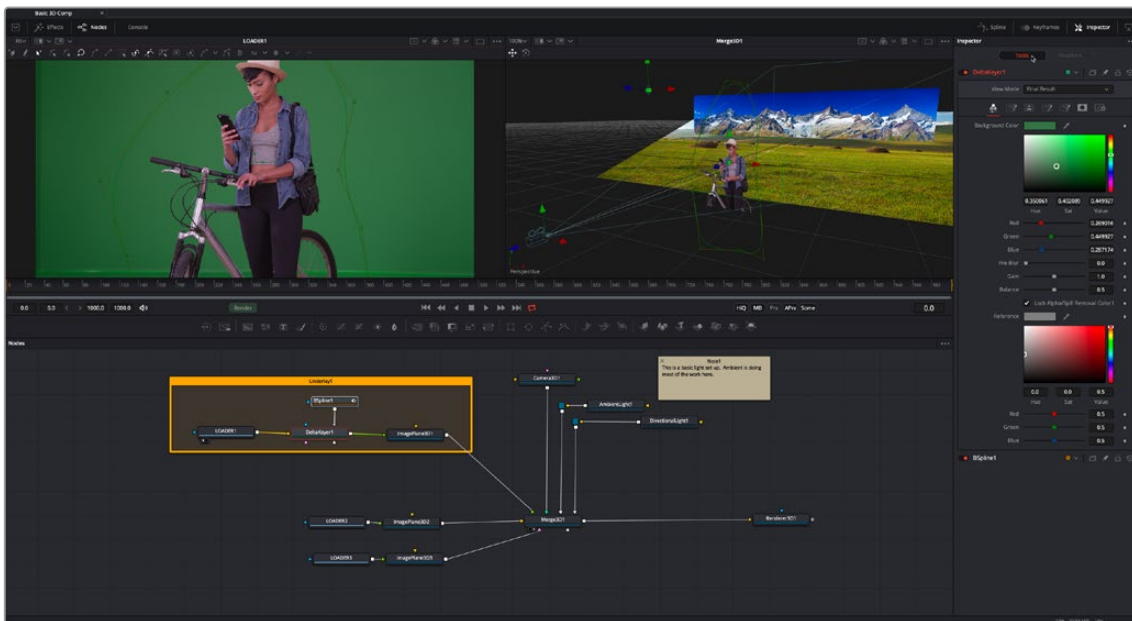 Basic 3D Comp
Effects
Nodes
Console
Spline
Keyframes
Inspector
LOADER1
100%
Merge3D1
Inspector
Tools
DeltaKeyer1
View Mode
Final Result
Background Color
Perspective
0.350061
0.402089
0.449927
Hue
Sat
Value
Red
0.269016
Green
0.449927
Blue
0.287174
Pre Blur
0.0
Gain
1.0
Balance
0.5
Lock Alpha/Spill Removal Color
Reference
0.0
0.0
0.5
Hue
Sat
Value
Red
0.5
Green
0.5
Blue
0.5
BSpline1
0.0
5.0
1000.0
1000.0
Render
HiQ
MB
Prx
APrx
Some
0.0
Nodes
Underlay1
BSpline1
LOADER1
DeltaKeyer1
ImagePlane3D1
Camera3D1
Note1
This is a basic light set up. Ambient is doing
most of the work here.
AmbientLight1
DirectionalLight1
LOADER2
ImagePlane3D2
Merge3D1
Renderer3D1
LOADER3
ImagePlane3D3